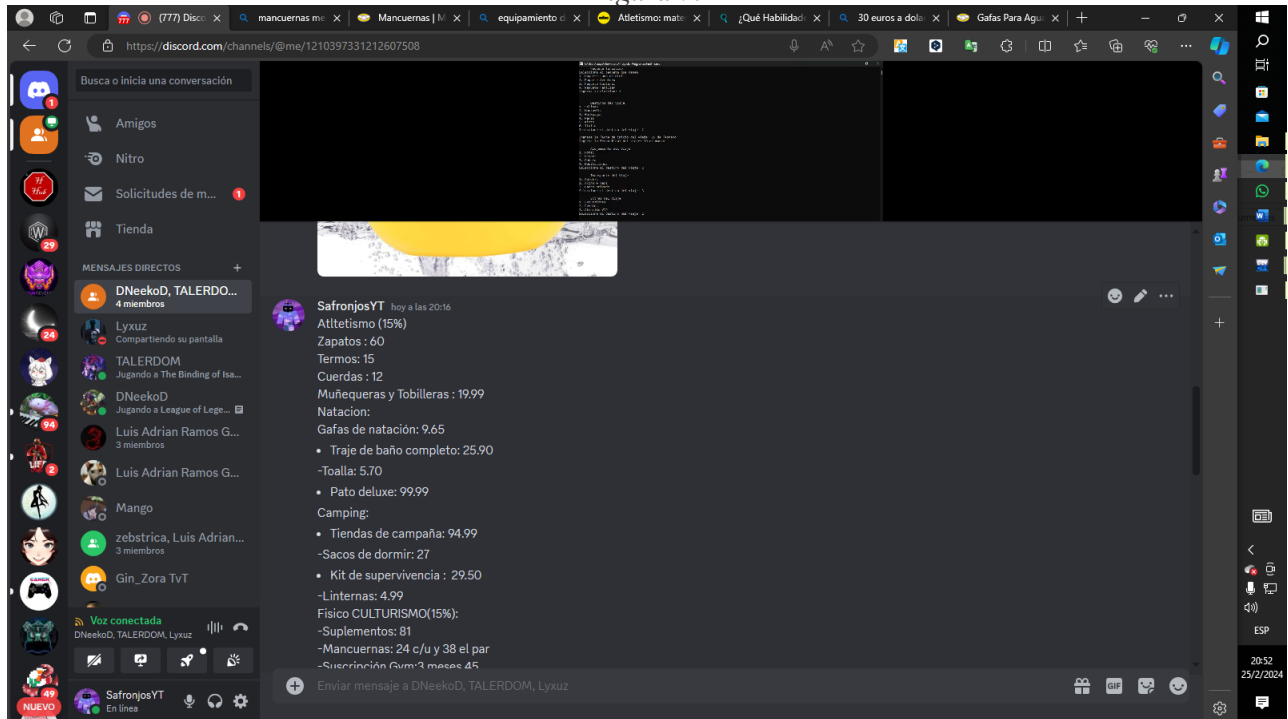 (777) Disco
mancuernas me
Mancuernas | M
equipamiento d
Atletismo: mate
¿Qué Habilidad
30 euros a dola
Gafas Para Agu
https://discord.com/channels/@me/1210397331212607508
Busca o inicia una conversación
Amigos
Nitro
Solicitudes de m... 1
Tienda
MENSAJES DIRECTOS +
DNeekoD, TALERDO...
4 miembros
Lyxuz
Compartiendo su pantalla
TALERDOM
Jugando a The Binding of Isa...
DNeekoD
Jugando a League of Lege...
Luis Adrian Ramos G...
3 miembros
Luis Adrian Ramos G...
Mango
zebstrica, Luis Adrian...
3 miembros
Gin_Zora TvT
Voz conectada
DNeekoD, TALERDOM, Lyxuz
SafronjosYT
En línea
1
29
24
94
2
49
NUEVO
SafronjosYT hoy a las 20:16
Atltetismo (15%)
Zapatos : 60
Termos: 15
Cuerdas : 12
Muñequeras y Tobilleras : 19.99
Natacion:
Gafas de natación: 9.65
• Traje de baño completo: 25.90
-Toalla: 5.70
• Pato deluxe: 99.99
Camping:
• Tiendas de campaña: 94.99
-Sacos de dormir: 27
• Kit de supervivencia : 29.50
-Linternas: 4.99
Fisico CULTURISMO(15%):
-Suplementos: 81
-Mancuernas: 24 c/u y 38 el par
-Suscripción Gym:3 meses 45
Enviar mensaje a DNeekoD, TALERDOM, Lyxuz
GIF
ESP
20:52
25/2/2024